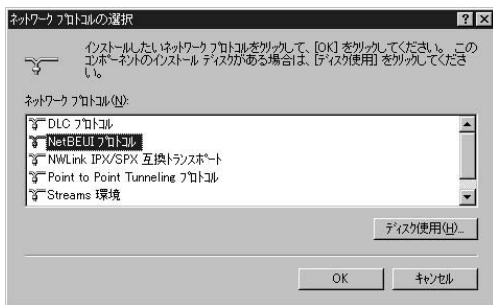 ネットワーク プロトコルの選択
インストールしたいネットワーク プロトコルをクリックして、[OK] をクリックしてください。 この
コンポーネントのインストール ディスクがある場合は、[ディスク使用] をクリックしてくださ
い。
ネットワーク プロトコル(N):
DLC プロトコル
NetBEUI プロトコル
NWLink IPX/SPX 互換トランスポート
Point to Point Tunneling プロトコル
Streams 環境
ディスク使用(H)...
OK
キャンセル